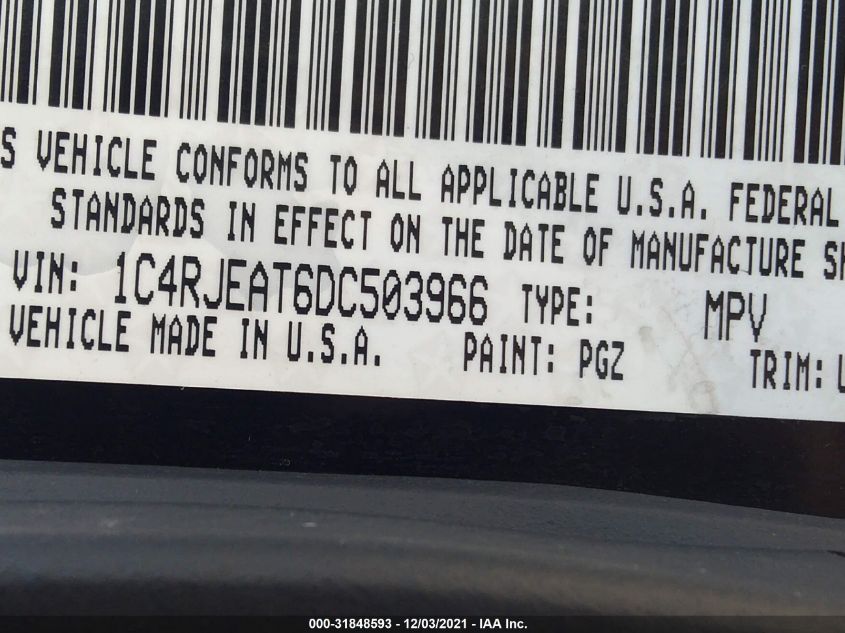 S VEHICLE CONFORMS TO ALL APPLICABLE U.S.A. FEDERAL
STANDARDS IN EFFECT ON THE DATE OF MANUFACTURE SH
VIN: 1C4RJEAT6DC503966 TYPE: MPV
VEHICLE MADE IN U.S.A. PAINT: PGZ TRIM: L
000-31848593 - 12/03/2021 - IAA Inc.